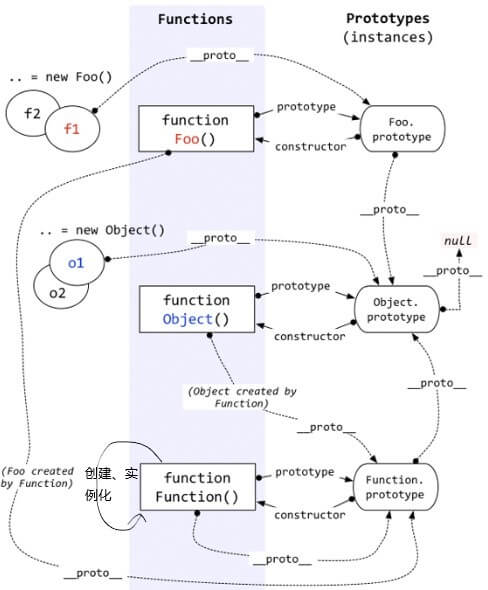 Functions
Prototypes
(instances)
__proto__
.. = new Foo()
f2
f1
function
Foo()
prototype
constructor
Foo.
prototype
__proto__
.. = new Object()
__proto__
null
__proto__
o1
o2
function
Object()
prototype
constructor
Object.
prototype
(Object created by
Function)
__proto__
__proto__
(Foo created
by Function)
创建、实
例化
function
Function()
prototype
constructor
Function.
prototype
__proto__
__proto__